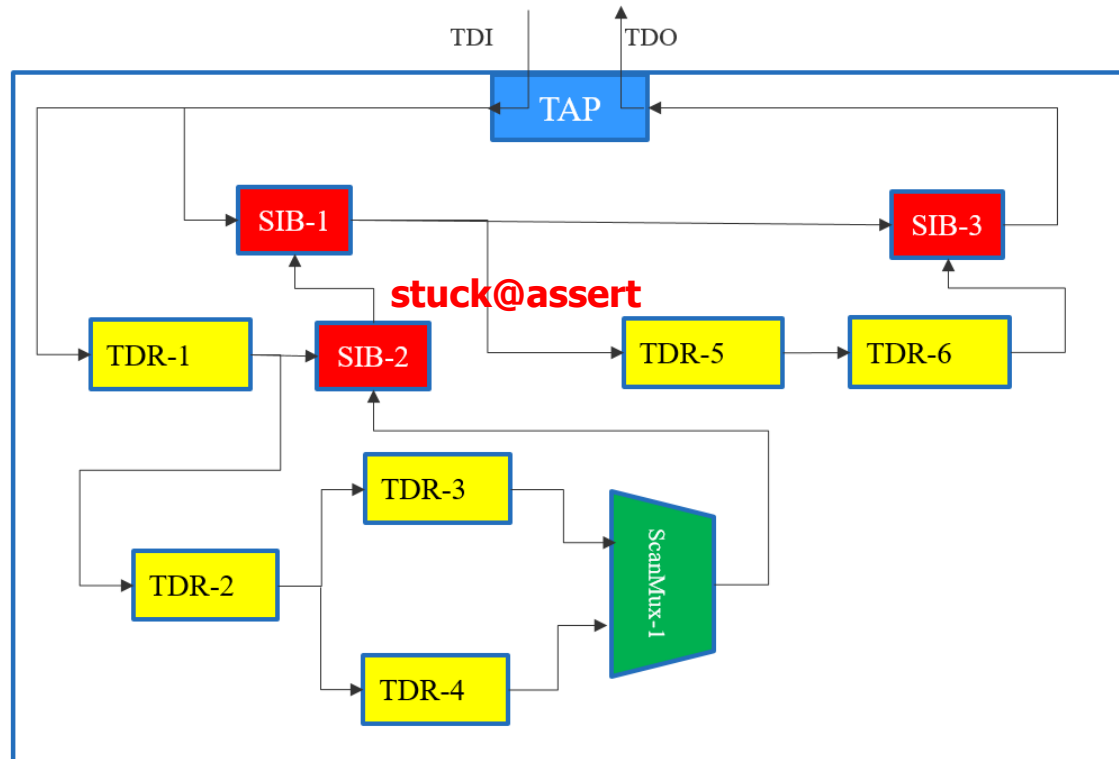 TDI
TDO
TAP
SIB-1
SIB-3
stuck@assert
TDR-1
SIB-2
TDR-5
TDR-6
TDR-3
ScanMux-1
TDR-2
TDR-4